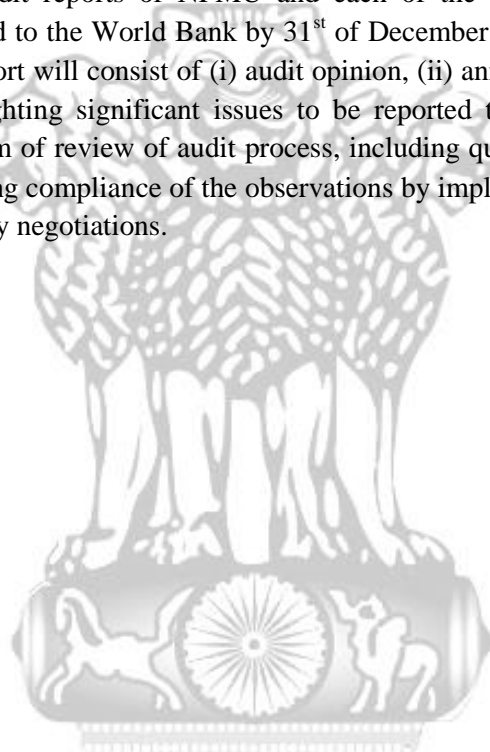 udit reports of NPMU and each of the
d to the World Bank by 31st of December
ort will consist of (i) audit opinion, (ii) an
ghting significant issues to be reported t
m of review of audit process, including qu
ng compliance of the observations by impl
y negotiations.